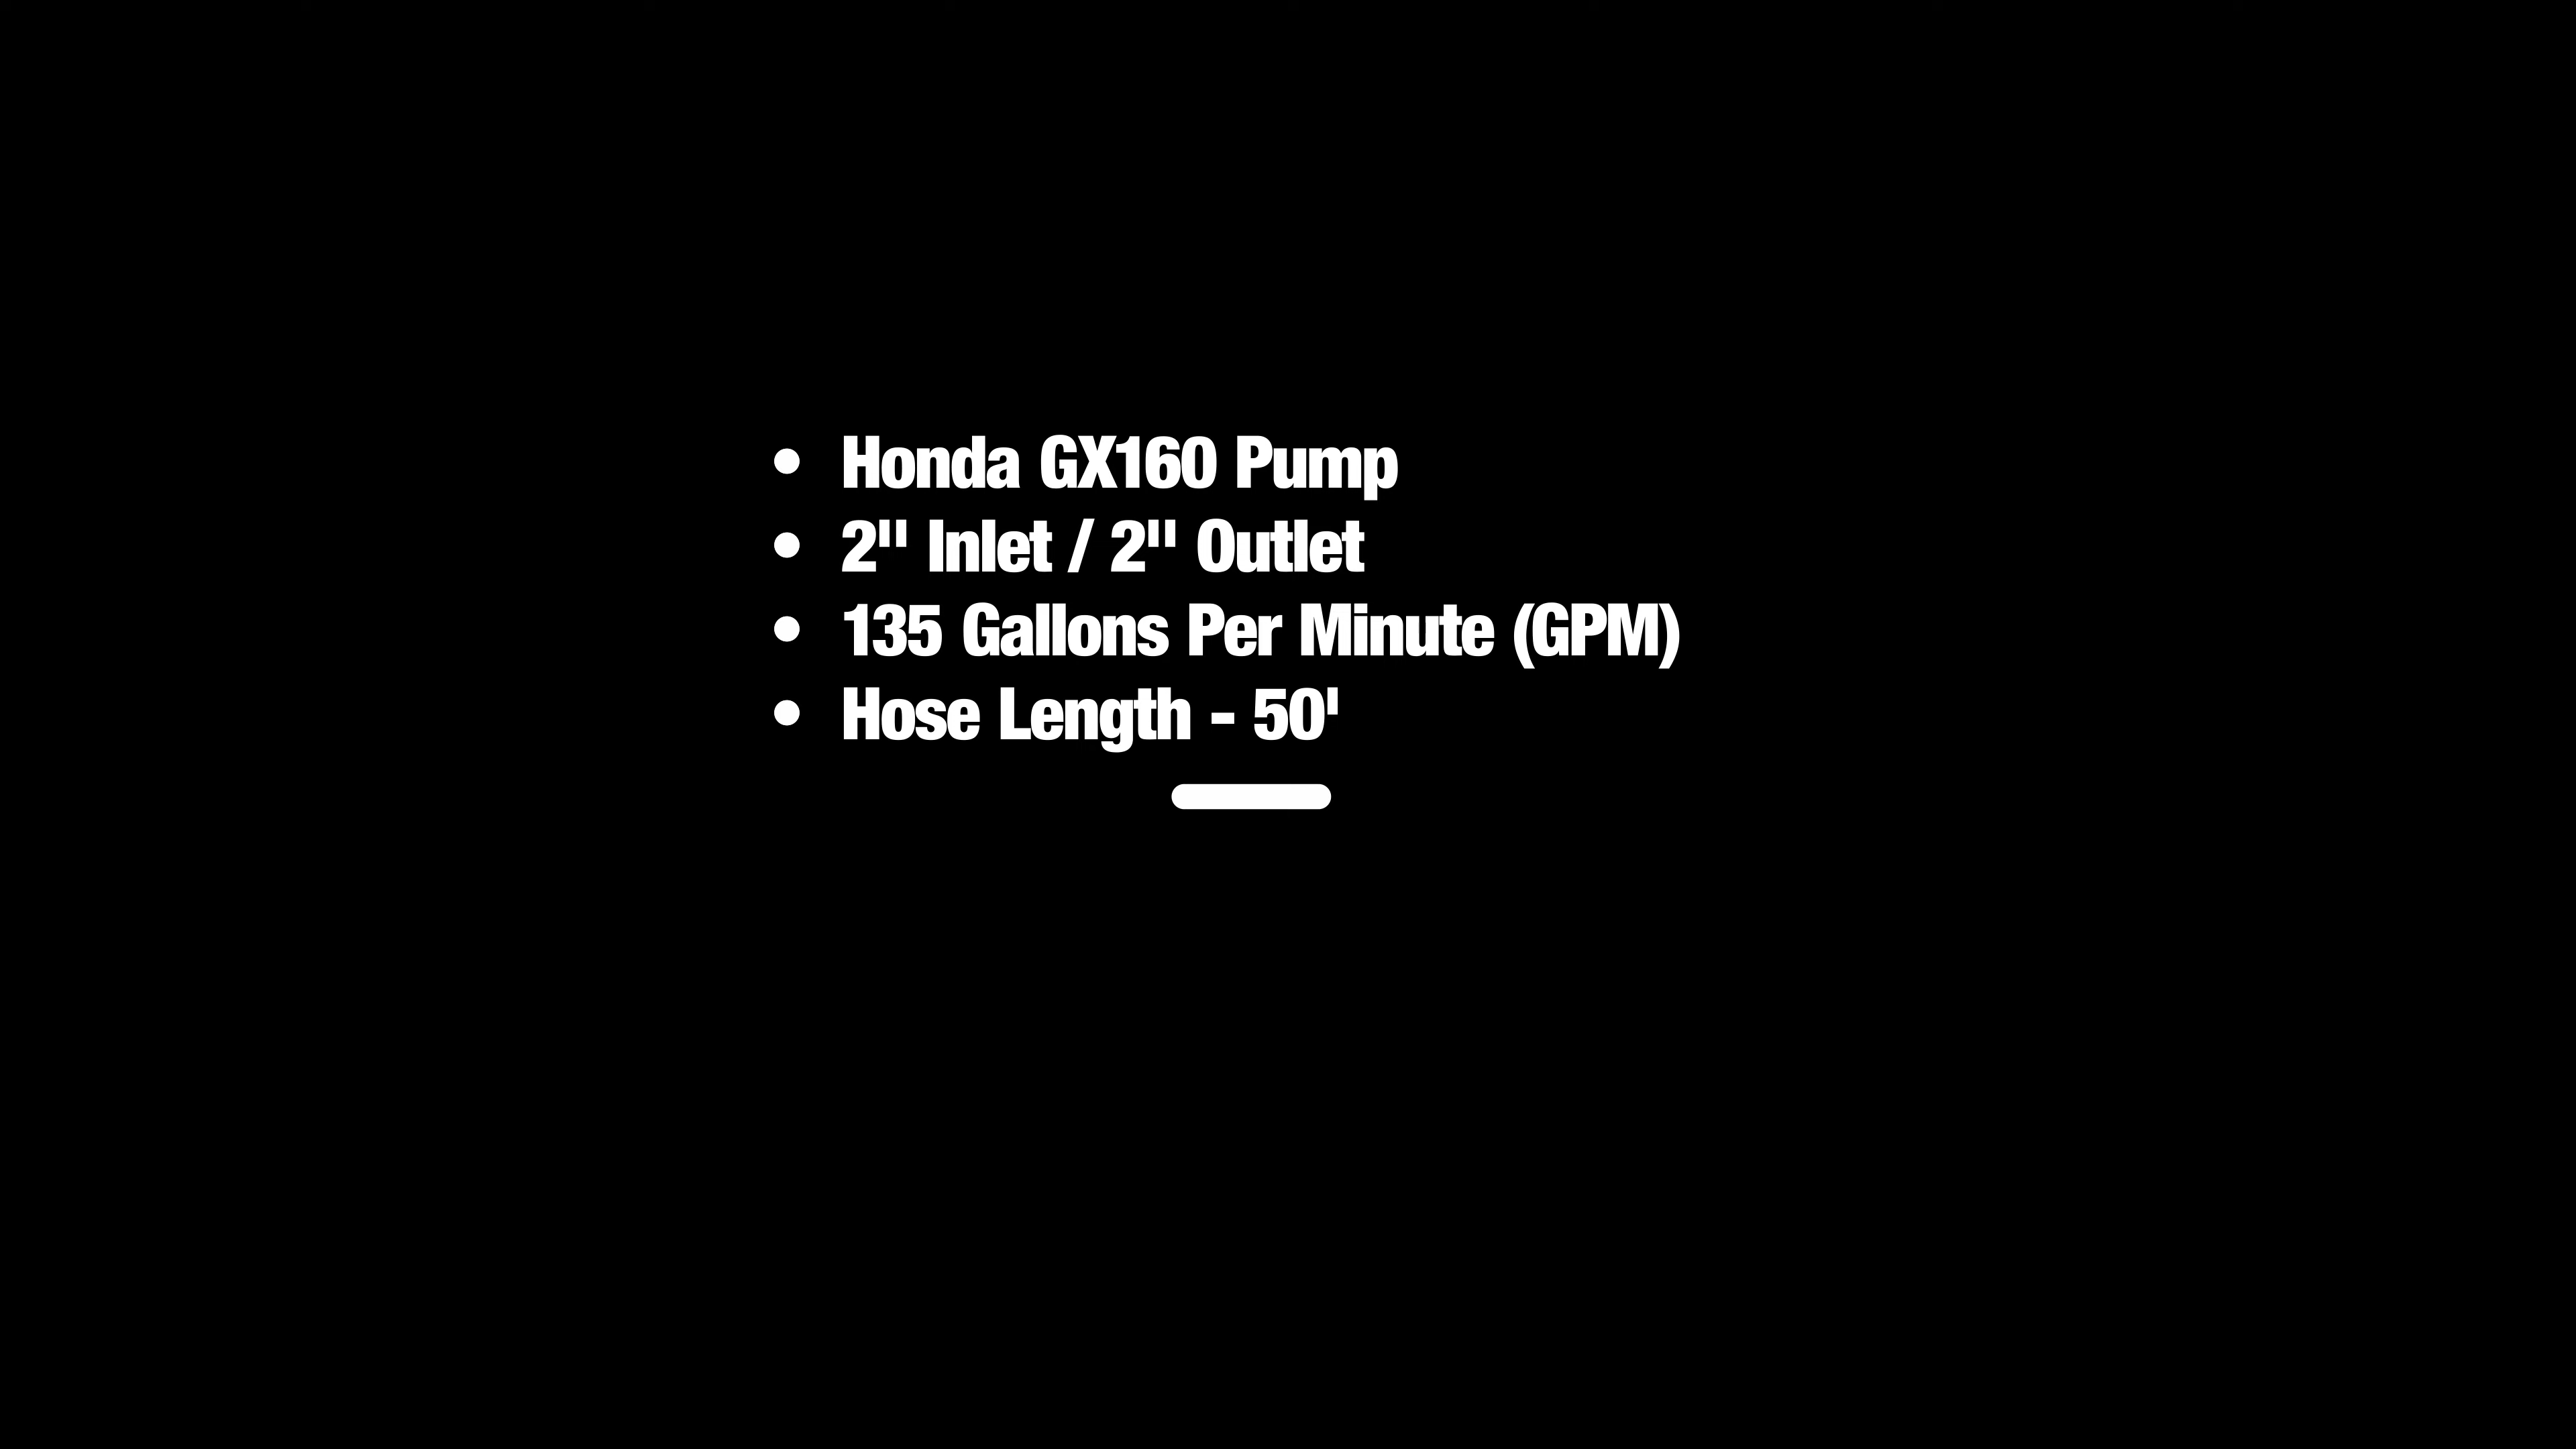 • Honda GX160 Pump
• 2" Inlet / 2" Outlet
• 135 Gallons Per Minute (GPM)
• Hose Length - 50'